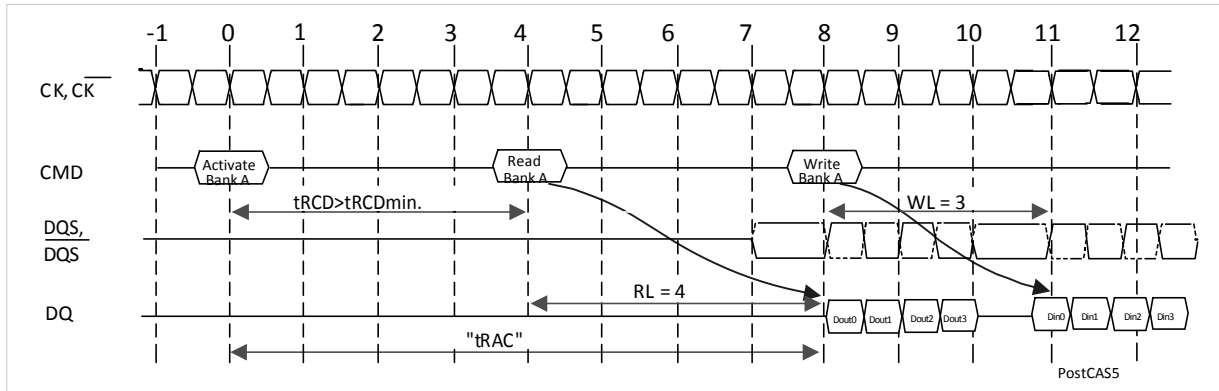 -1 0 1 2 3 4 5 6 7 8 9 10 11 12
CK, CK
CMD
Activate
Bank A
Read
Bank A
Write
Bank A
tRCD>tRCDmin.
WL = 3
DQS,
DQS
RL = 4
DQ
Dout0 Dout1 Dout2 Dout3
Din0 Din1 Din2 Din3
"tRAC"
PostCAS5